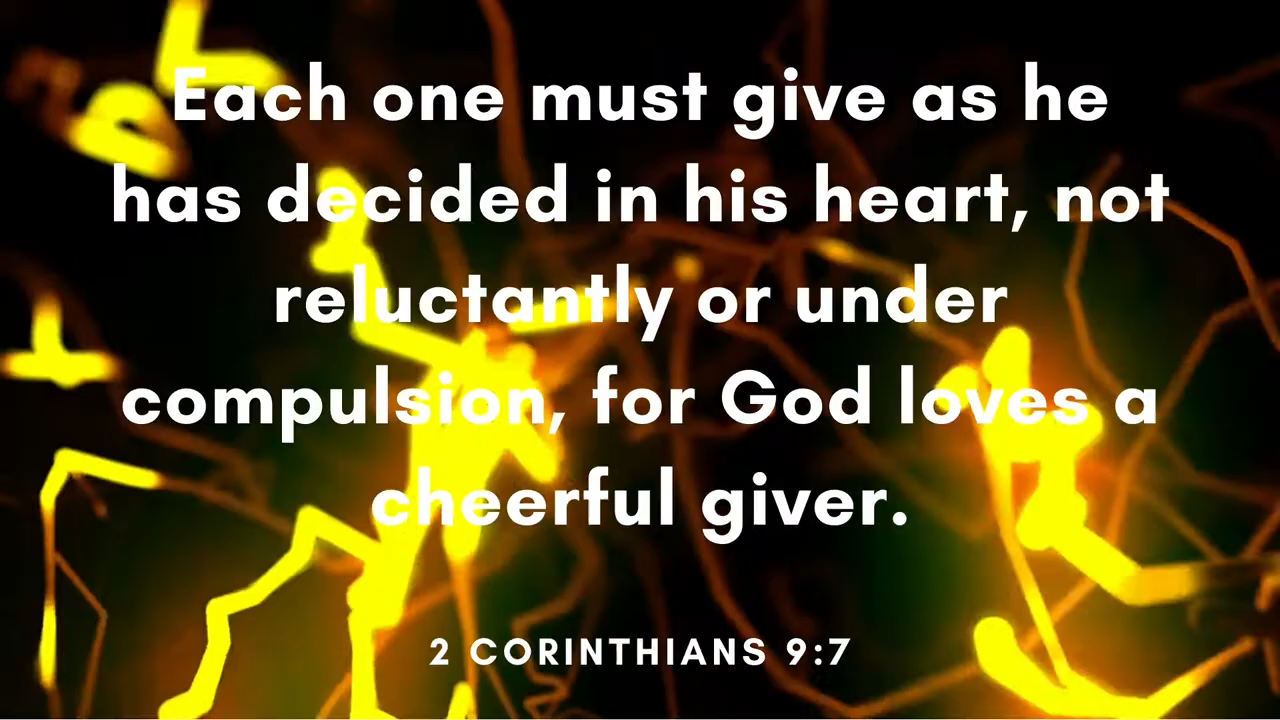 Each one must give as he
has decided in his heart, not
reluctantly or under
compulsion, for God loves a
cheerful giver.
2 CORINTHIANS 9:7